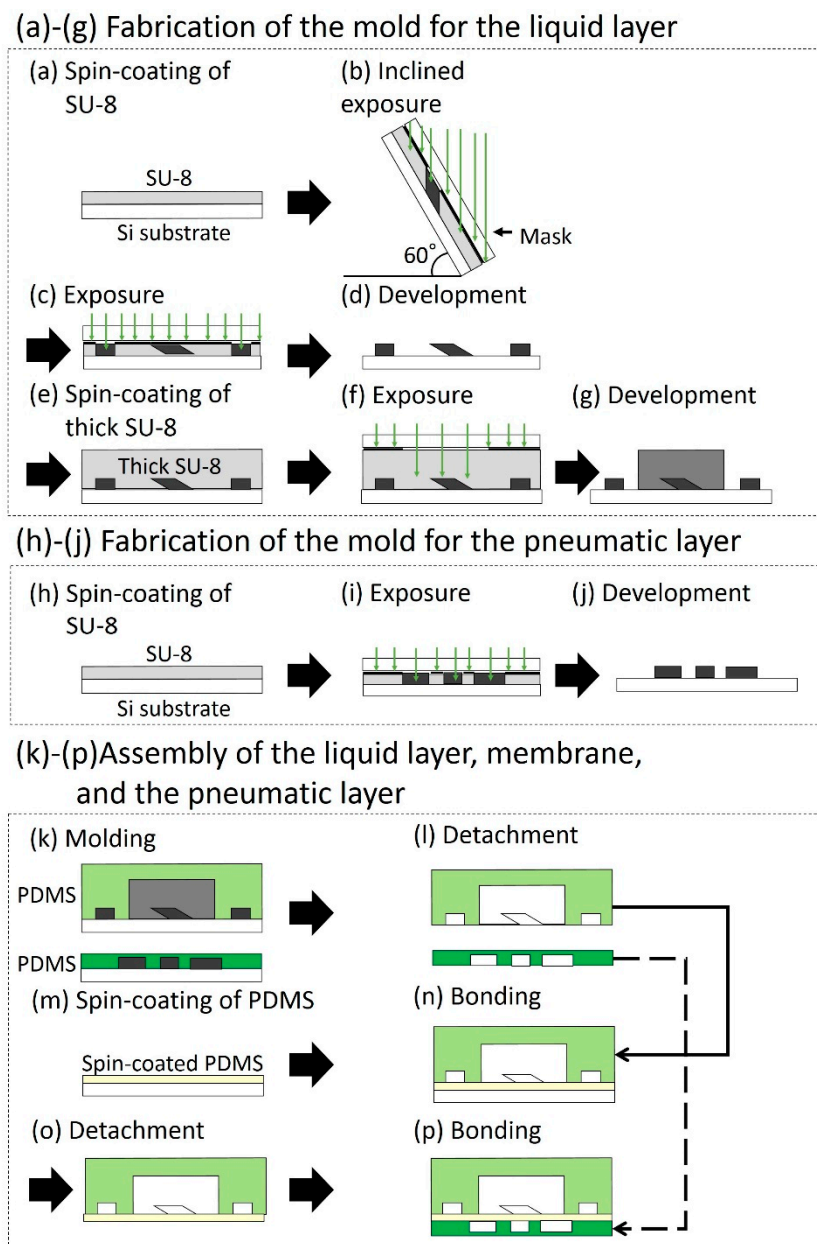 (a)-(g) Fabrication of the mold for the liquid layer
(a) Spin-coating of
SU-8
(b) Inclined
exposure
SU-8
Si substrate
60°
Mask
(c) Exposure
(d) Development
(e) Spin-coating of
thick SU-8
(f) Exposure
(g) Development
Thick SU-8
(h)-(j) Fabrication of the mold for the pneumatic layer
(h) Spin-coating of
SU-8
(i) Exposure
(j) Development
SU-8
Si substrate
(k)-(p)Assembly of the liquid layer, membrane,
and the pneumatic layer
(k) Molding
(l) Detachment
PDMS
PDMS
(m) Spin-coating of PDMS
(n) Bonding
Spin-coated PDMS
(o) Detachment
(p) Bonding